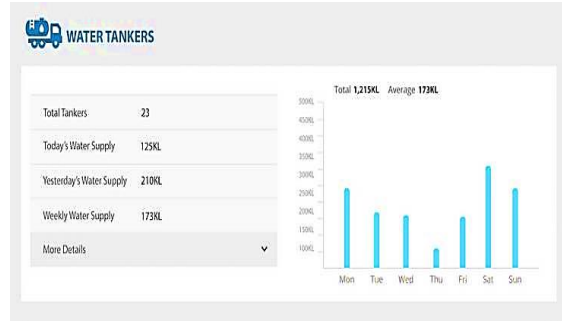 WATER TANKERS
Total Tankers 23
Today's Water Supply 125KL
Yesterday's Water Supply 210KL
Weekly Water Supply 173KL
More Details
Total 1,215KL Average 173KL
500KL
450KL
400KL
350KL
300KL
250KL
200KL
150KL
100KL
Mon Tue Wed Thu Fri Sat Sun